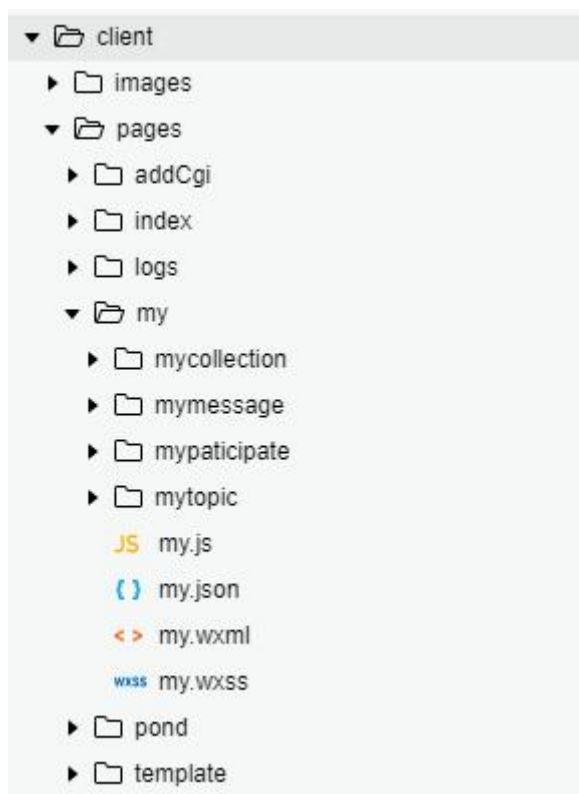 client
images
pages
addCgi
index
logs
my
mycollection
mymessage
mypaticipate
mytopic
JS my.js
{ } my.json
< > my.wxml
wxss my.wxss
pond
template